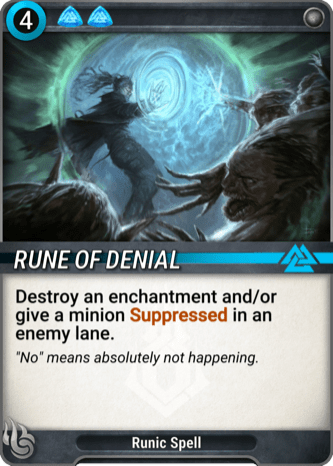 4
RUNE OF DENIAL
Destroy an enchantment and/or
give a minion Suppressed in an
enemy lane.
"No" means absolutely not happening.
Runic Spell